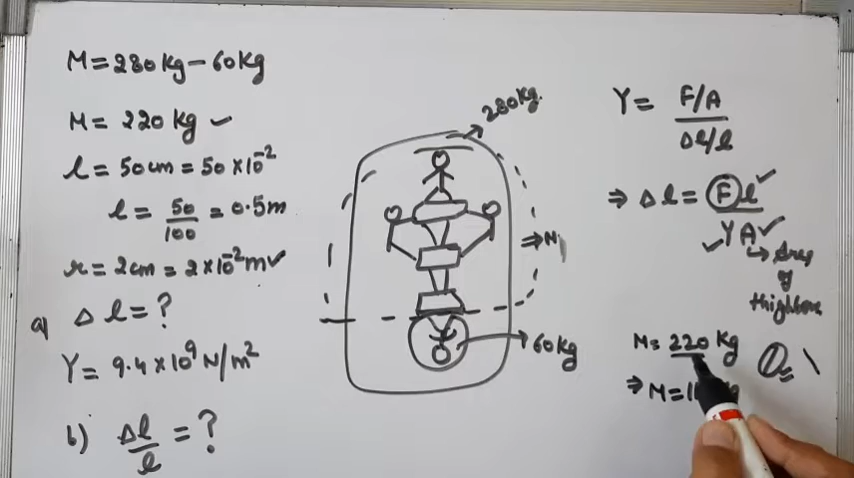 M = 280 Kg - 60 Kg
M = 220 Kg
l = 50 cm = 50 × 10⁻²
l = 50/100 = 0.5 m
r = 2 cm = 2 × 10⁻² m
a) Δl = ?
Y = 9.4 × 10⁹ N/m²
b) Δl/l = ?
280 Kg
⇒ M
60 Kg
Y = (F/A)/(Δl/l)
⇒ Δl = Fl/YA
Area
of
thighbone
M = 220 Kg
⇒ M = 11